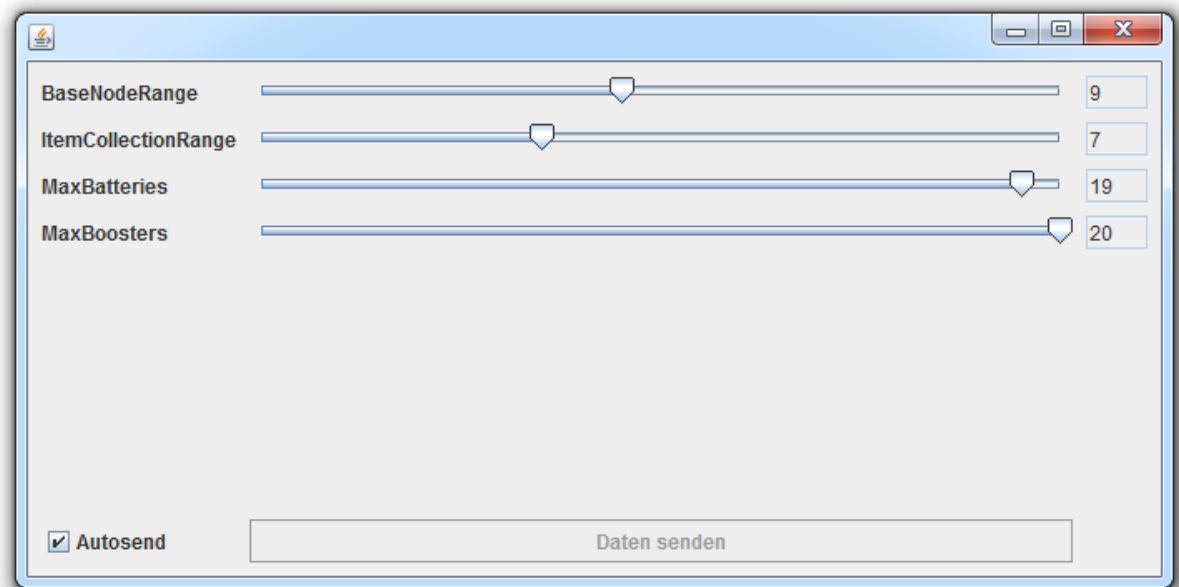 BaseNodeRange 9
ItemCollectionRange 7
MaxBatteries 19
MaxBoosters 20
Autosend Daten senden